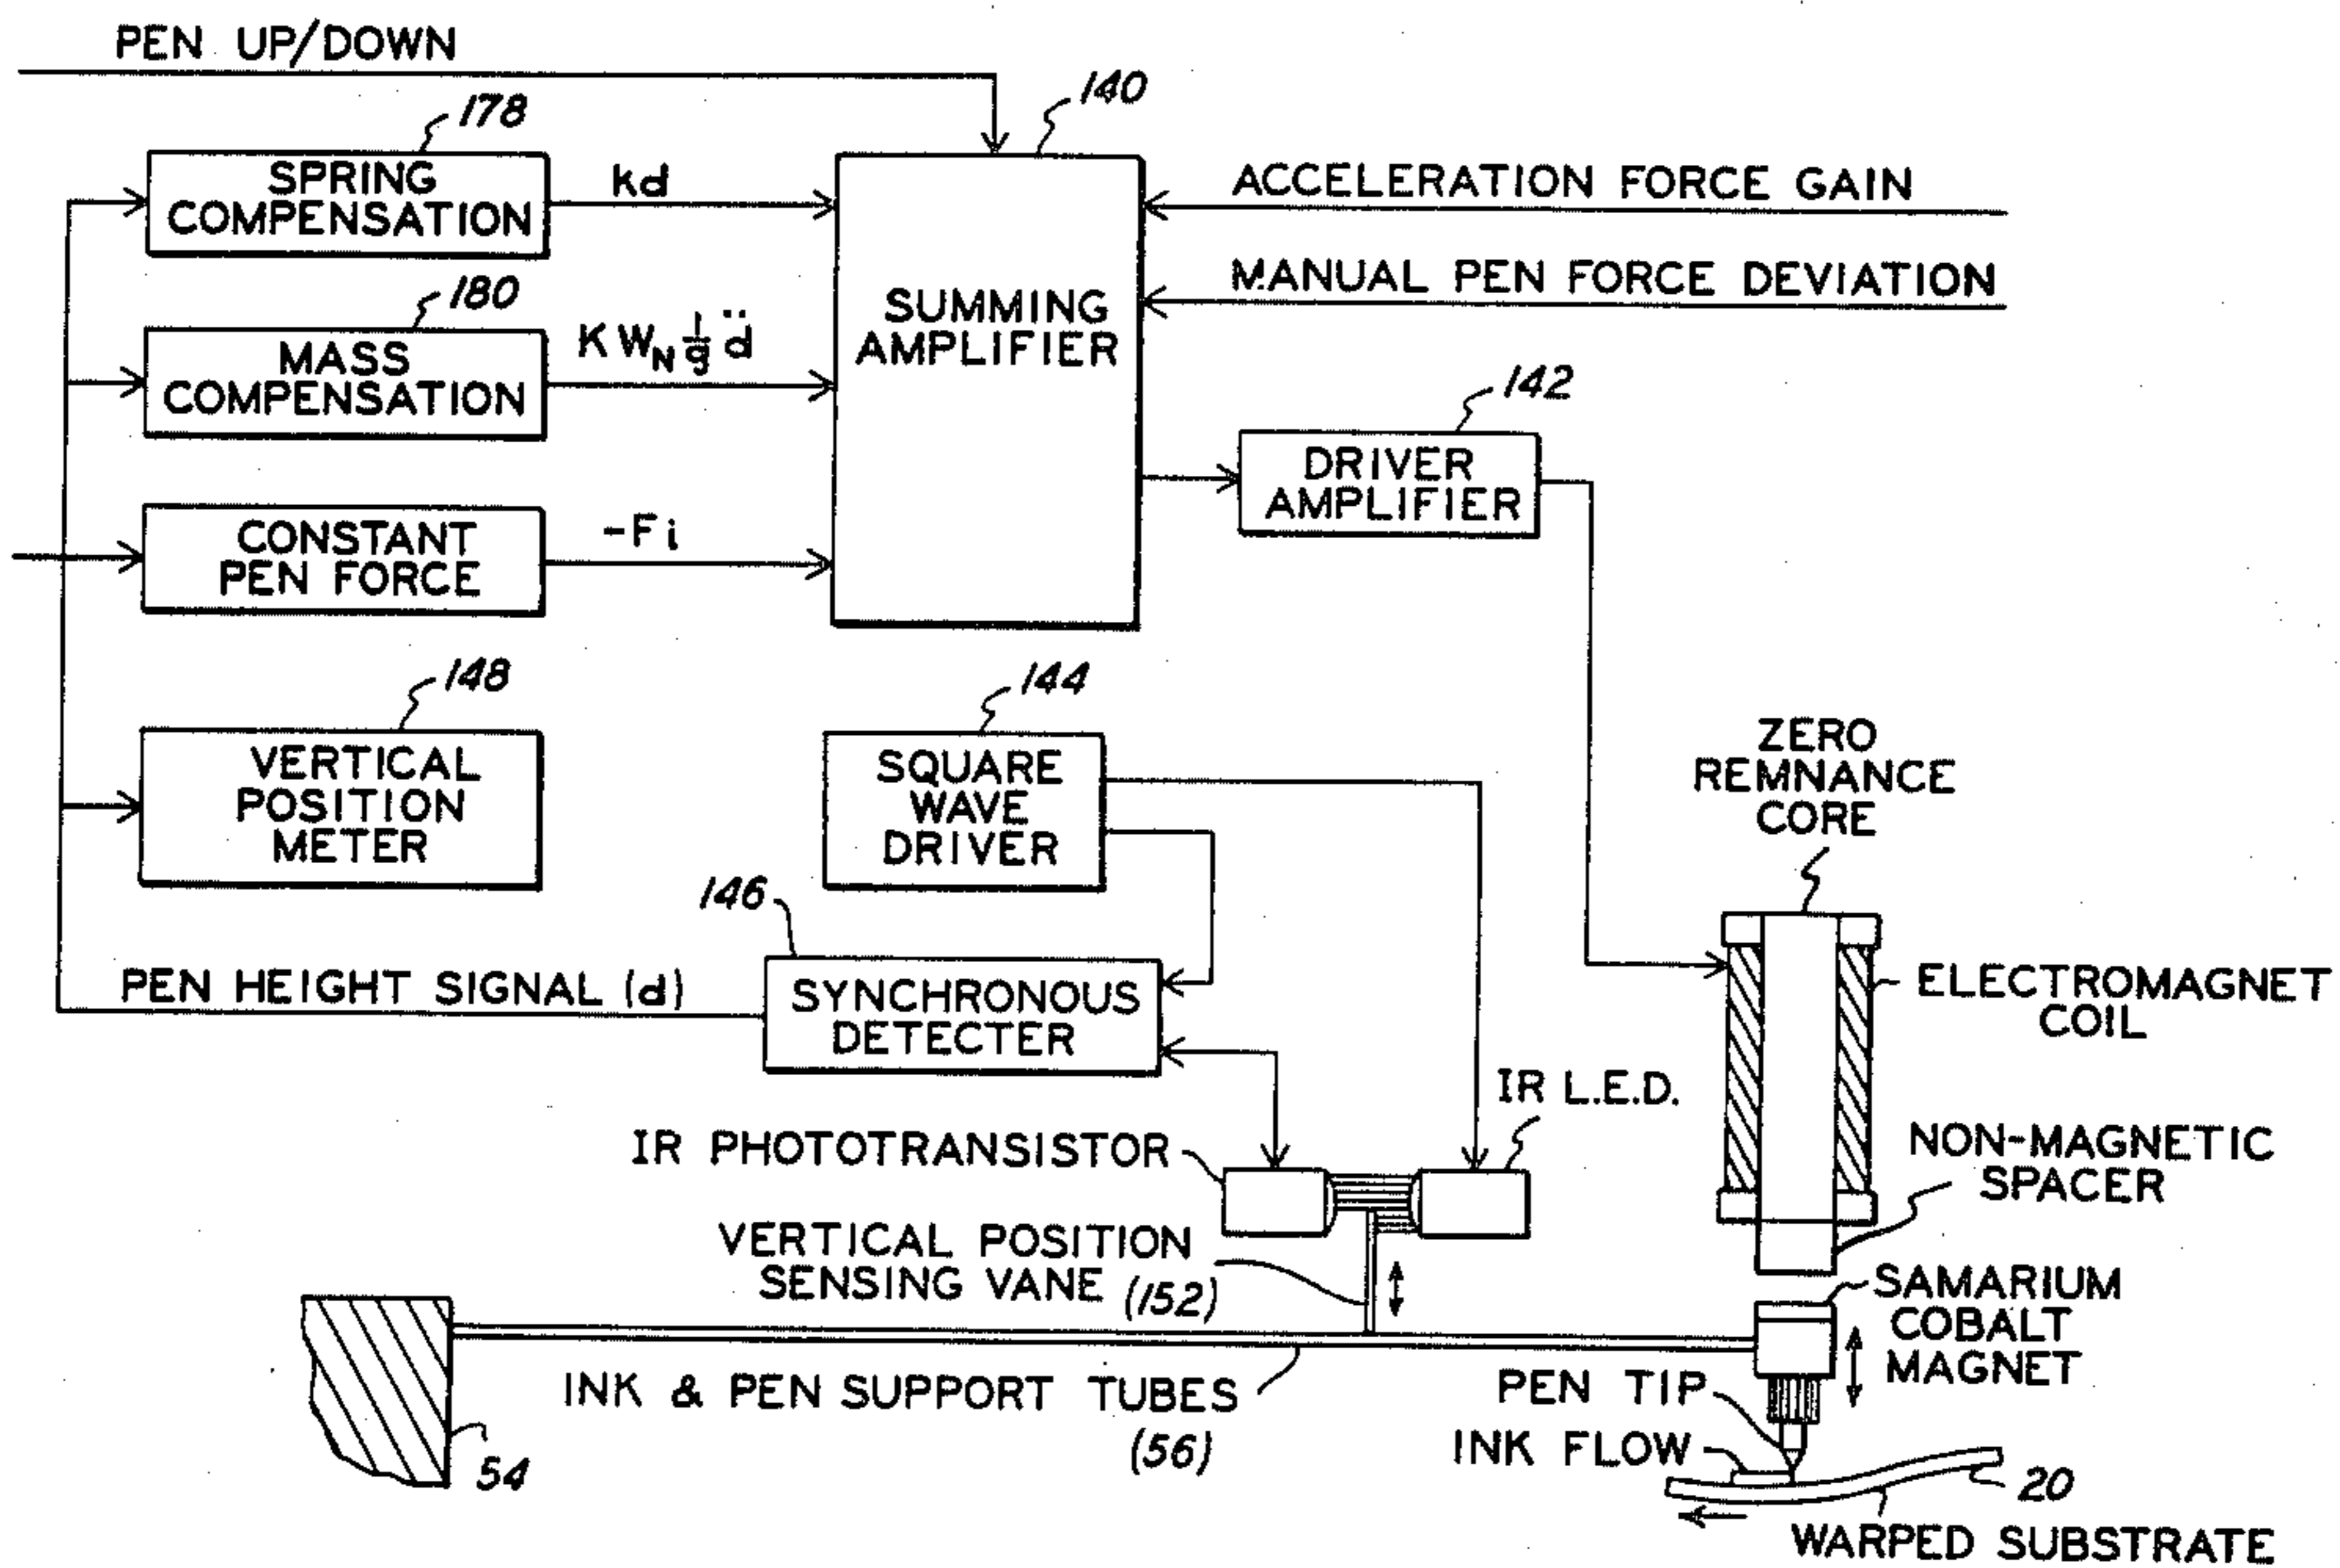 PEN UP/DOWN
178
140
SPRING
COMPENSATION
kd
ACCELERATION FORCE GAIN
180
MANUAL PEN FORCE DEVIATION
MASS
COMPENSATION
K W_N 1/g d̈
SUMMING
AMPLIFIER
142
DRIVER
AMPLIFIER
CONSTANT
PEN FORCE
-Fi
148
144
VERTICAL
POSITION
METER
SQUARE
WAVE
DRIVER
ZERO
REMNANCE
CORE
146
PEN HEIGHT SIGNAL (d)
SYNCHRONOUS
DETECTER
ELECTROMAGNET
COIL
IR L.E.D.
IR PHOTOTRANSISTOR
NON-MAGNETIC
SPACER
VERTICAL POSITION
SENSING VANE (152)
SAMARIUM
COBALT
MAGNET
INK & PEN SUPPORT TUBES
(56)
PEN TIP
INK FLOW
54
20
WARPED SUBSTRATE